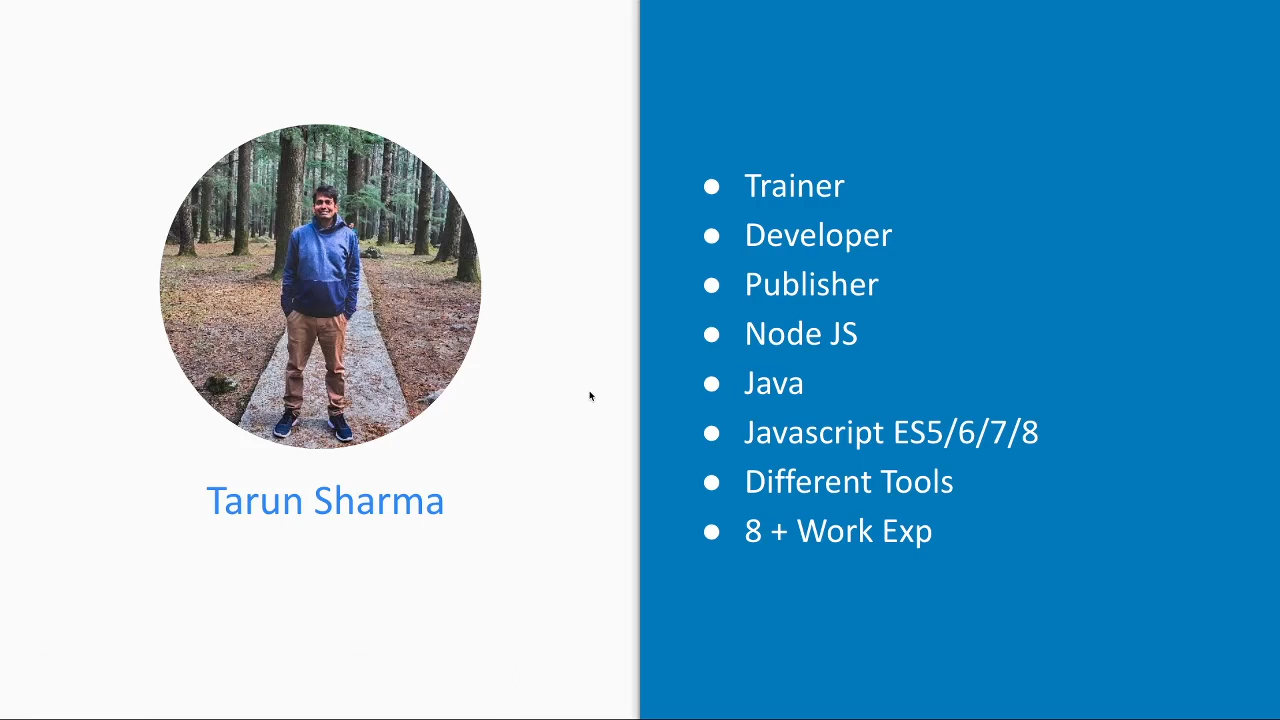 Tarun Sharma
Trainer
Developer
Publisher
Node JS
Java
Javascript ES5/6/7/8
Different Tools
8 + Work Exp